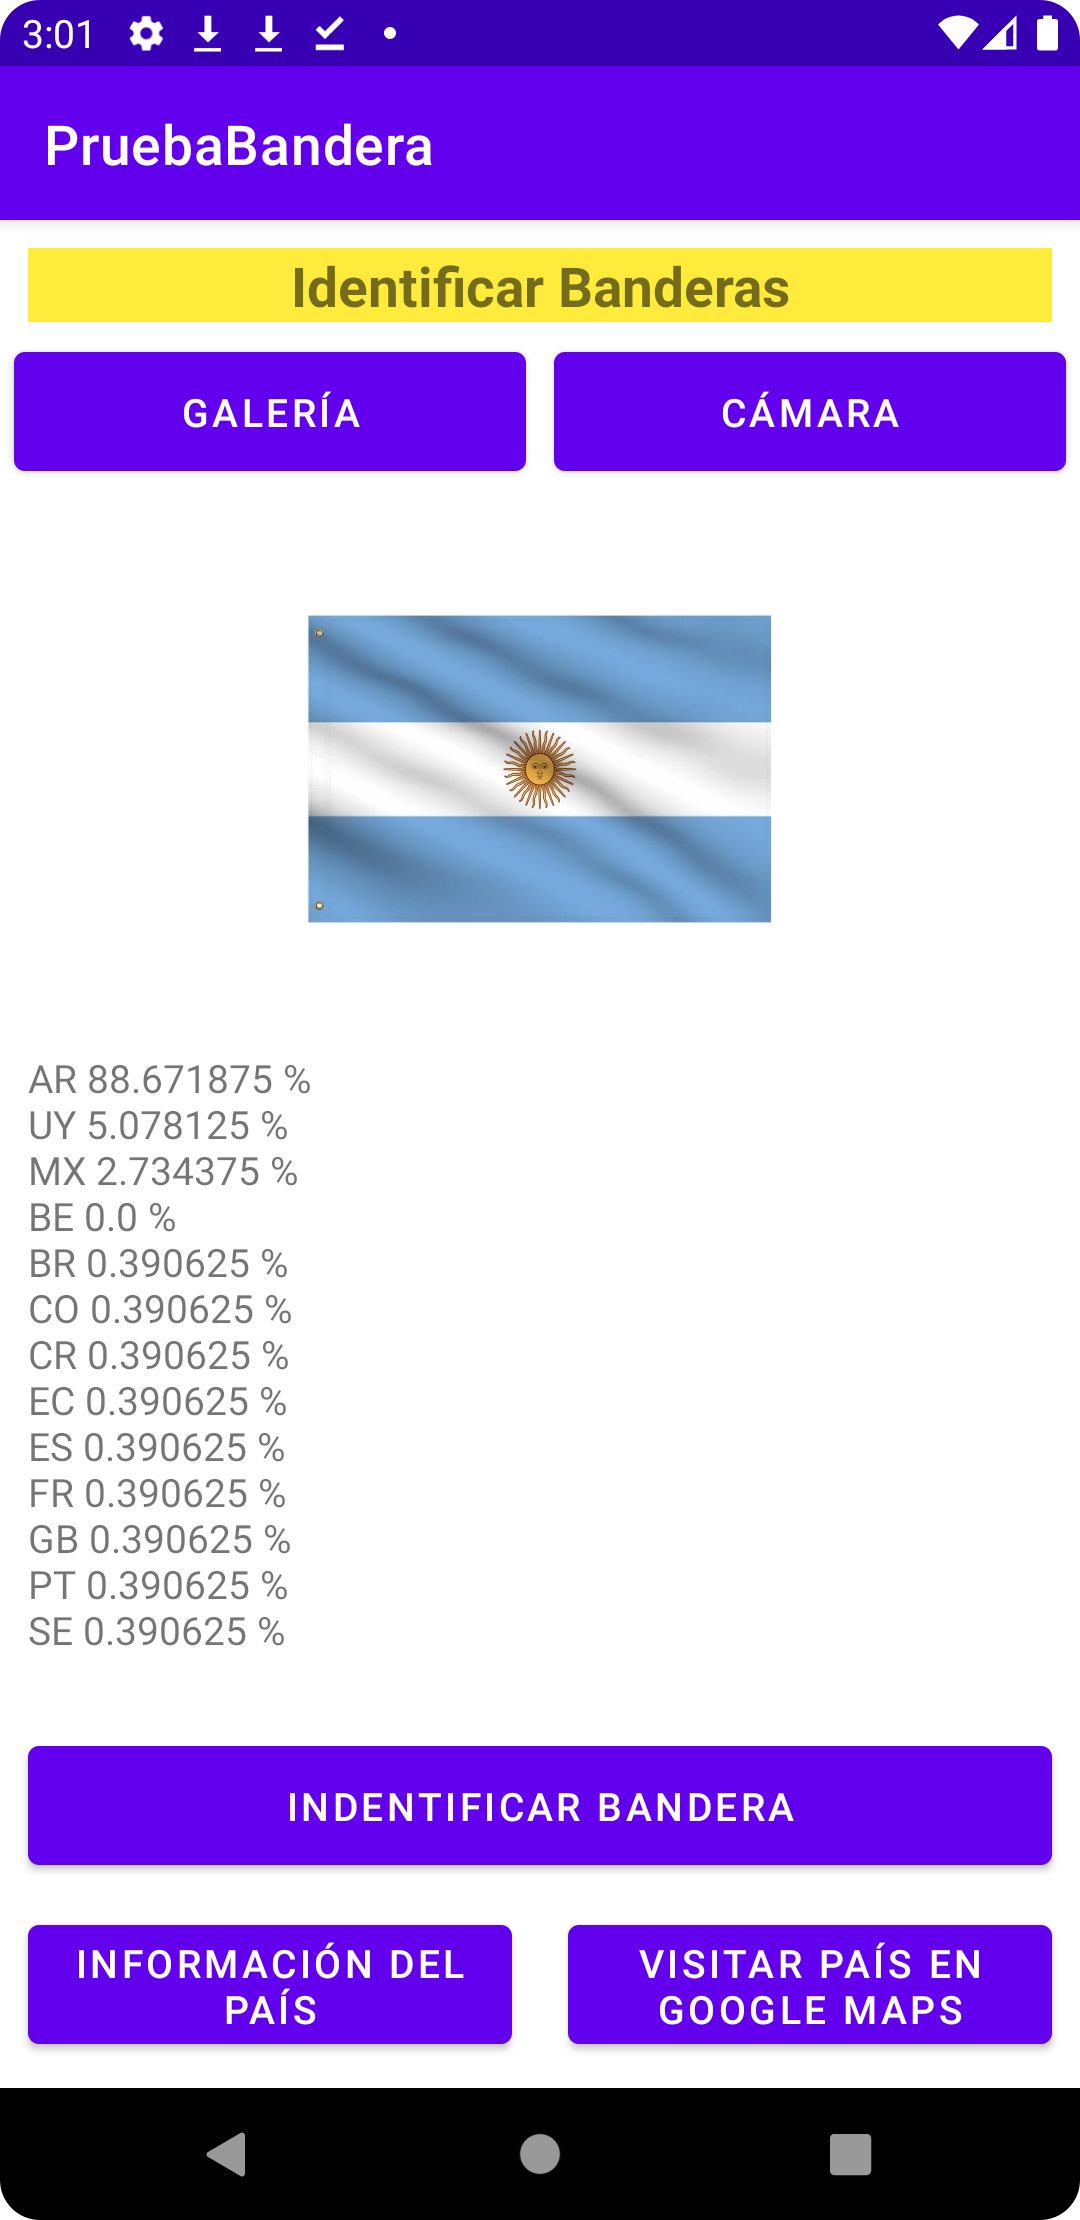 3:01
PruebaBandera
Identificar Banderas
GALERÍA
CÁMARA
AR 88.671875 %
UY 5.078125 %
MX 2.734375 %
BE 0.0 %
BR 0.390625 %
CO 0.390625 %
CR 0.390625 %
EC 0.390625 %
ES 0.390625 %
FR 0.390625 %
GB 0.390625 %
PT 0.390625 %
SE 0.390625 %
INDENTIFICAR BANDERA
INFORMACIÓN DEL
PAÍS
VISITAR PAÍS EN
GOOGLE MAPS